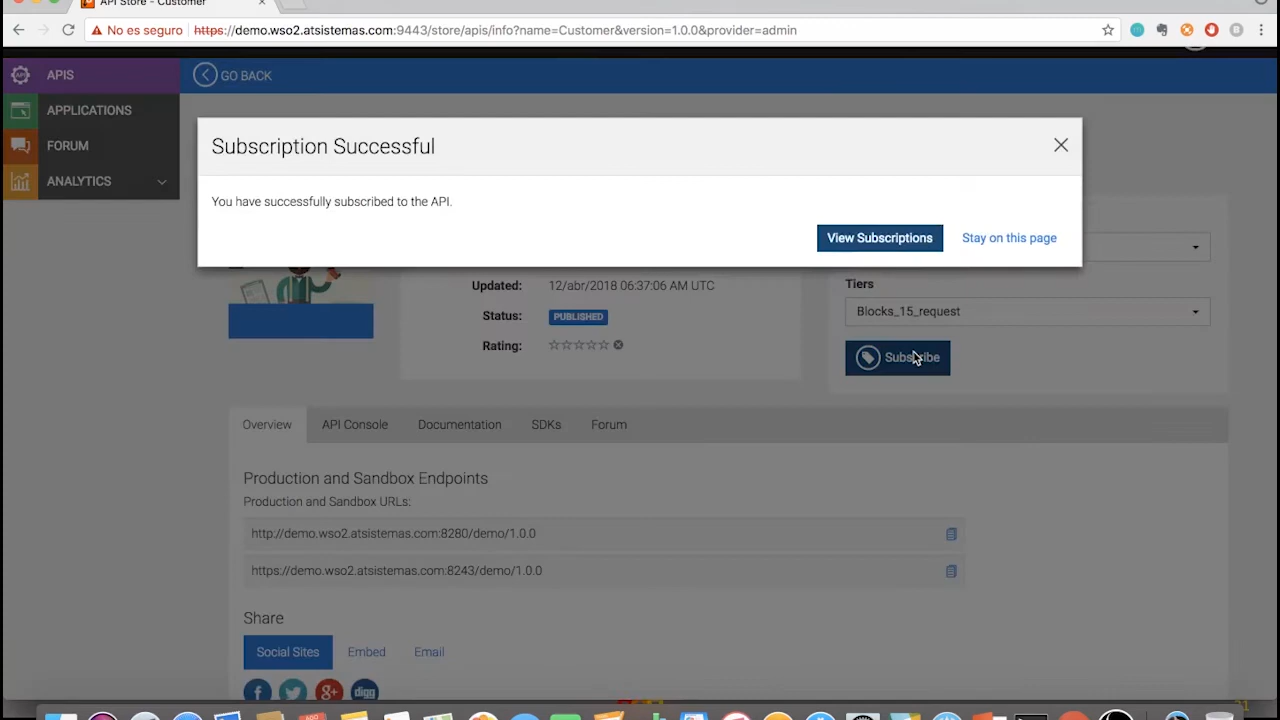 API Store - Customer
No es seguro https://demo.wso2.atsistemas.com:9443/store/apis/info?name=Customer&version=1.0.0&provider=admin
APIS
GO BACK
APPLICATIONS
FORUM
ANALYTICS
Subscription Successful
You have successfully subscribed to the API.
View Subscriptions
Stay on this page
Updated: 12/abr/2018 06:37:06 AM UTC
Status: PUBLISHED
Rating:
Tiers
Blocks_15_request
Subscribe
Overview API Console Documentation SDKs Forum
Production and Sandbox Endpoints
Production and Sandbox URLs:
http://demo.wso2.atsistemas.com:8280/demo/1.0.0
https://demo.wso2.atsistemas.com:8243/demo/1.0.0
Share
Social Sites Embed Email
digg